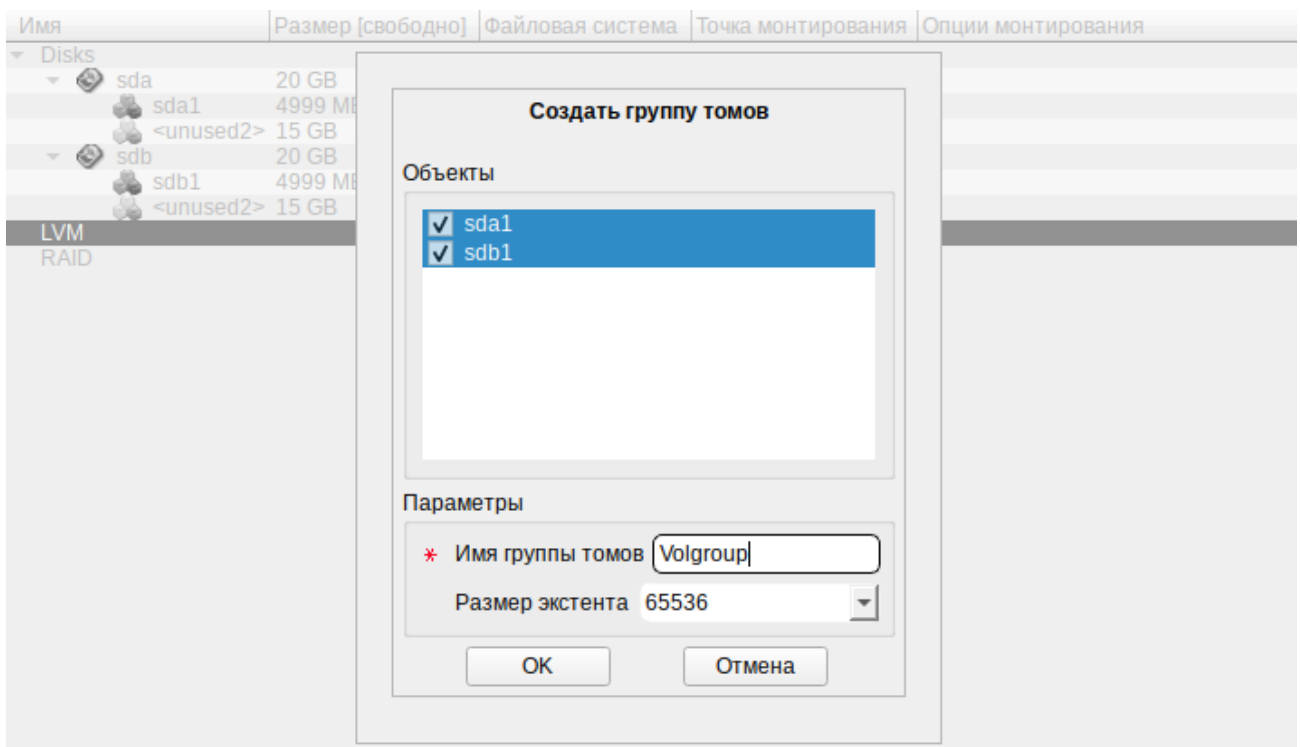 Имя Размер [свободно] Файловая система Точка монтирования Опции монтирования
Disks
sda 20 GB
sda1 4999 MB
<unused2> 15 GB
sdb 20 GB
sdb1 4999 MB
<unused2> 15 GB
LVM
RAID
Создать группу томов
Объекты
sda1
sdb1
Параметры
* Имя группы томов Volgroup
Размер экстента 65536
OK Отмена